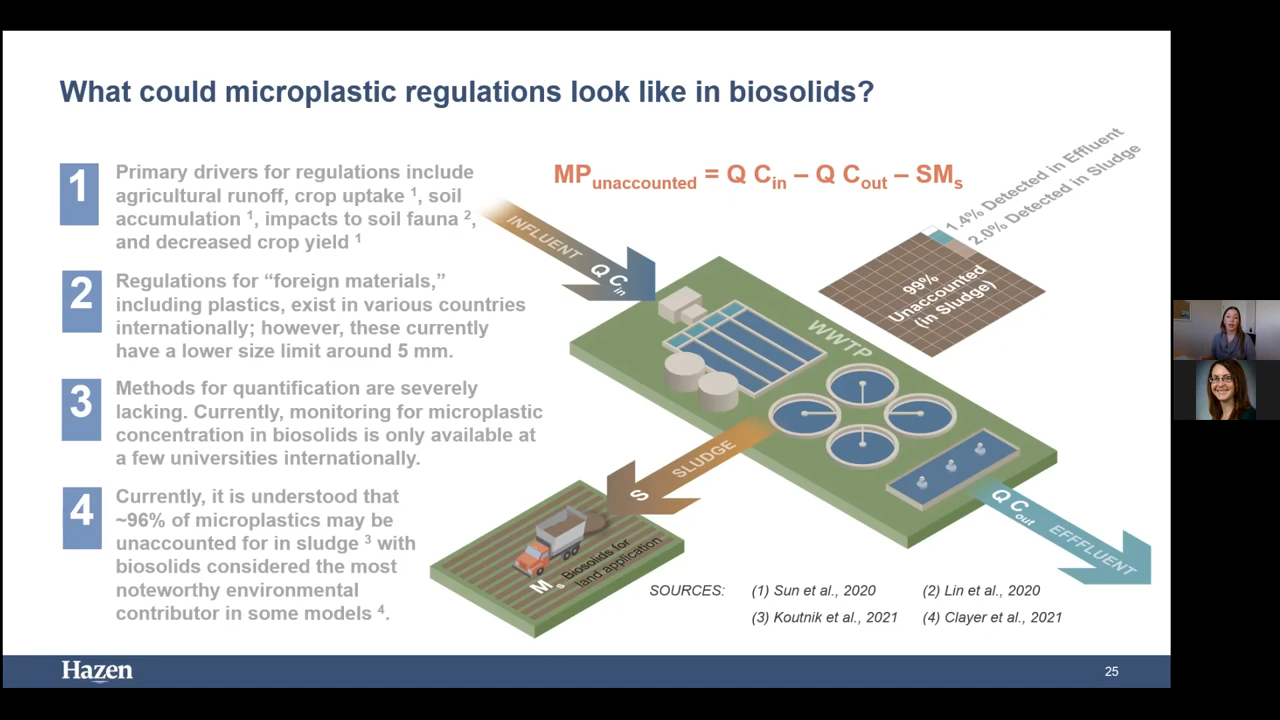 What could microplastic regulations look like in biosolids?
1
Primary drivers for regulations include
agricultural runoff, crop uptake ¹, soil
accumulation ¹, impacts to soil fauna ²,
and decreased crop yield ¹
2
Regulations for “foreign materials,”
including plastics, exist in various countries
internationally; however, these currently
have a lower size limit around 5 mm.
3
Methods for quantification are severely
lacking. Currently, monitoring for microplastic
concentration in biosolids is only available at
a few universities internationally.
4
Currently, it is understood that
~96% of microplastics may be
unaccounted for in sludge ³ with
biosolids considered the most
noteworthy environmental
contributor in some models ⁴.
MPunaccounted = Q Cin – Q Cout – SMs
1.4% Detected in Effluent
2.0% Detected in Sludge
99%
Unaccounted
(in Sludge)
INFLUENT Q Cin
WWTP
S SLUDGE
Ms Biosolids for
land application
Q Cout EFFFLUENT
SOURCES: (1) Sun et al., 2020 (2) Lin et al., 2020
(3) Koutnik et al., 2021 (4) Clayer et al., 2021
Hazen
25